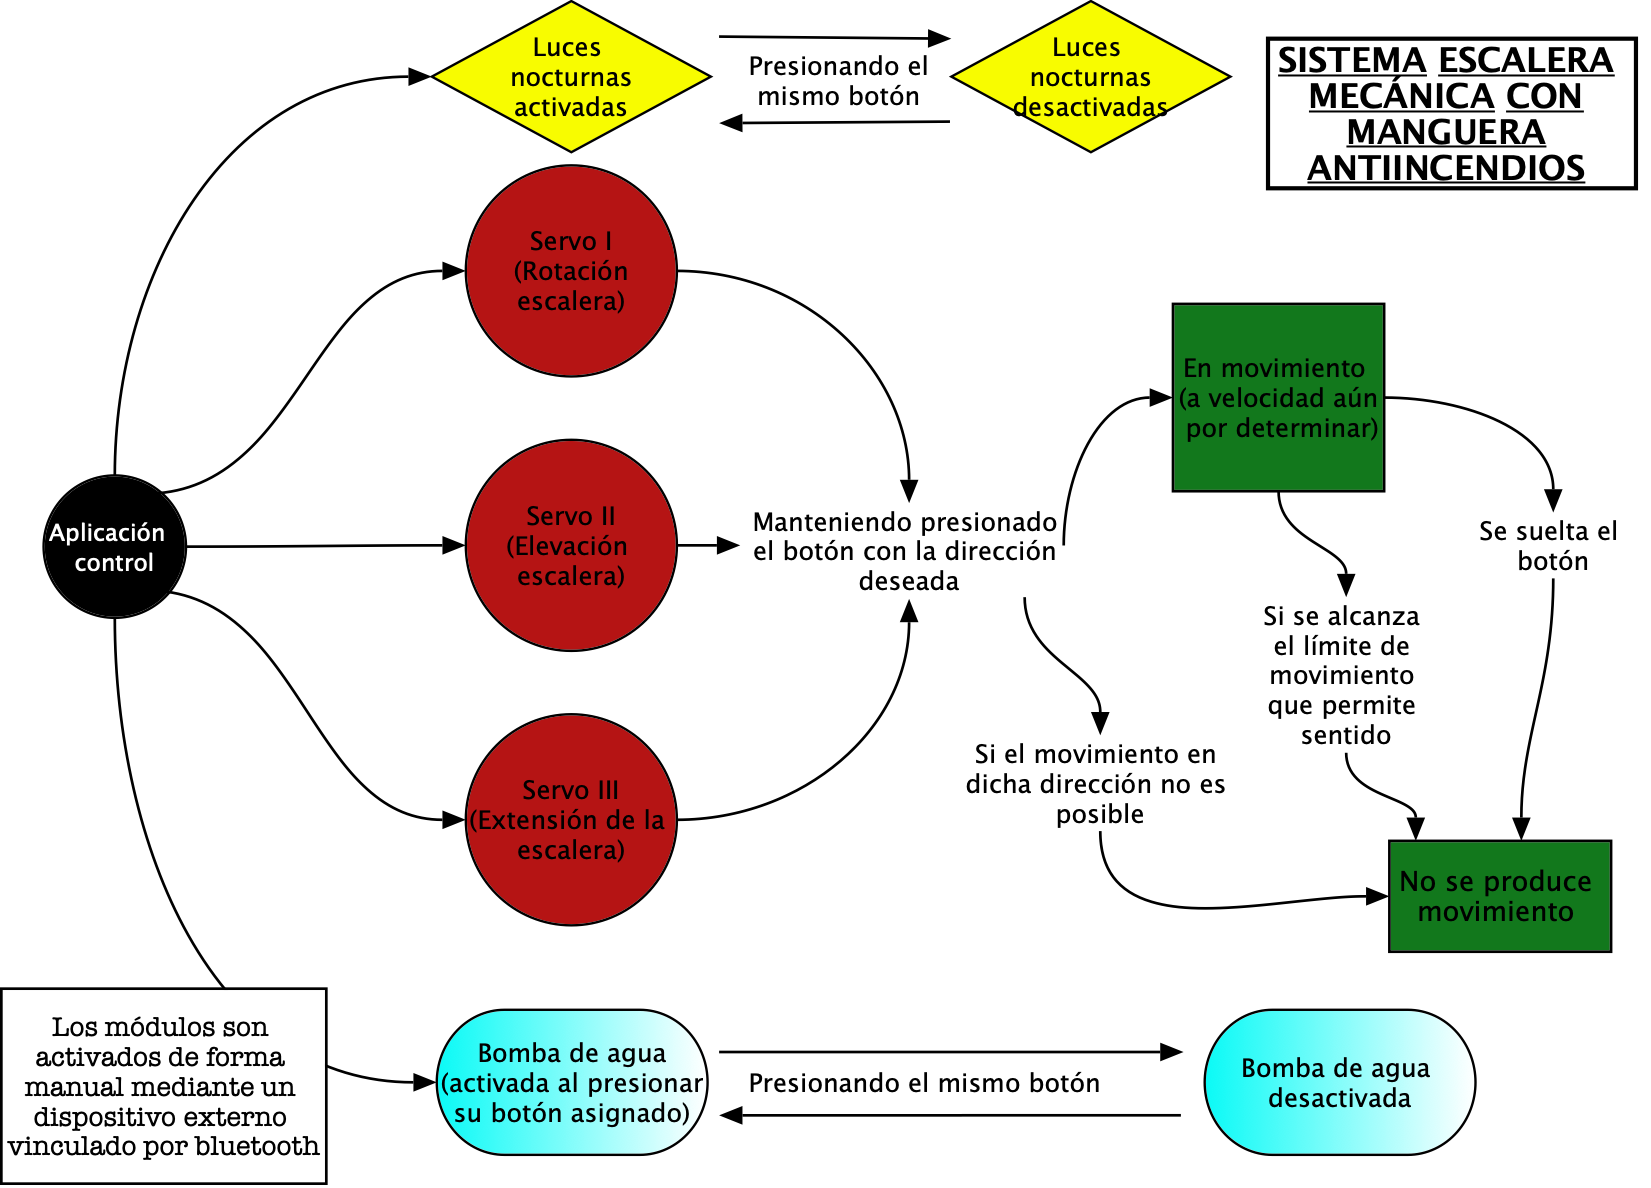 Luces
nocturnas
activadas
Presionando el
mismo botón
Luces
nocturnas
desactivadas
SISTEMA ESCALERA
MECÁNICA CON
MANGUERA
ANTIINCENDIOS
Servo I
(Rotación
escalera)
En movimiento
(a velocidad aún
por determinar)
Aplicación
control
Servo II
(Elevación
escalera)
Manteniendo presionado
el botón con la dirección
deseada
Se suelta el
botón
Si se alcanza
el límite de
movimiento
que permite
sentido
Servo III
(Extensión de la
escalera)
Si el movimiento en
dicha dirección no es
posible
No se produce
movimiento
Los módulos son
activados de forma
manual mediante un
dispositivo externo
vinculado por bluetooth
Bomba de agua
(activada al presionar
su botón asignado)
Presionando el mismo botón
Bomba de agua
desactivada